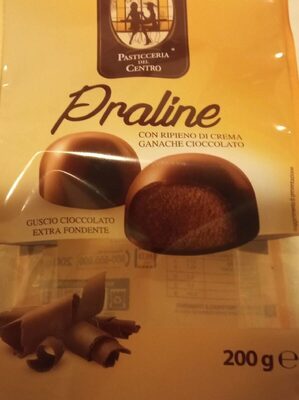 PASTICCERIA
DEL
CENTRO
Praline
CON RIPIENO DI CREMA
GANACHE CIOCCOLATO
GUSCIO CIOCCOLATO
EXTRA FONDENTE
200 g ℮